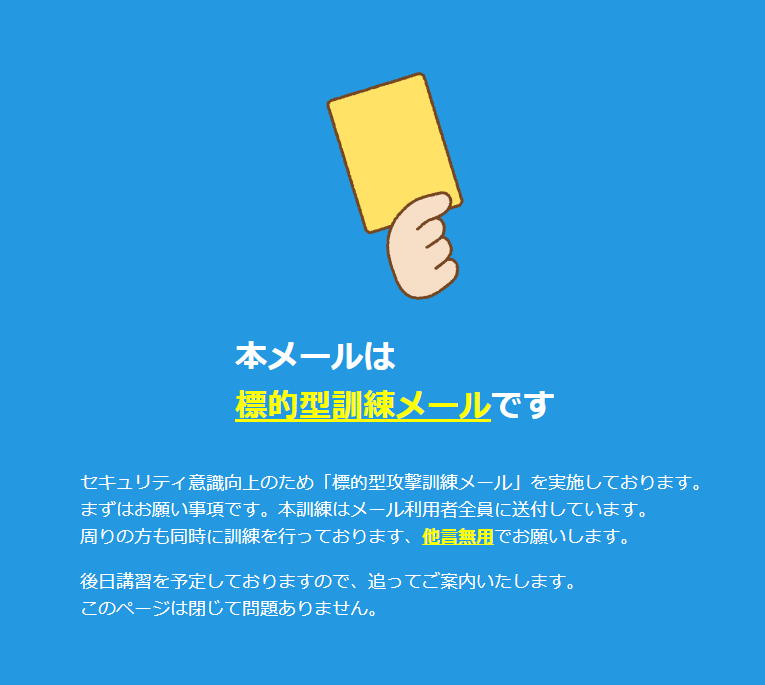 本メールは
標的型訓練メールです
セキュリティ意識向上のため「標的型攻撃訓練メール」を実施しております。
まずはお願い事項です。本訓練はメール利用者全員に送付しています。
周りの方も同時に訓練を行っております、他言無用でお願いします。
後日講習を予定しておりますので、追ってご案内いたします。
このページは閉じて問題ありません。